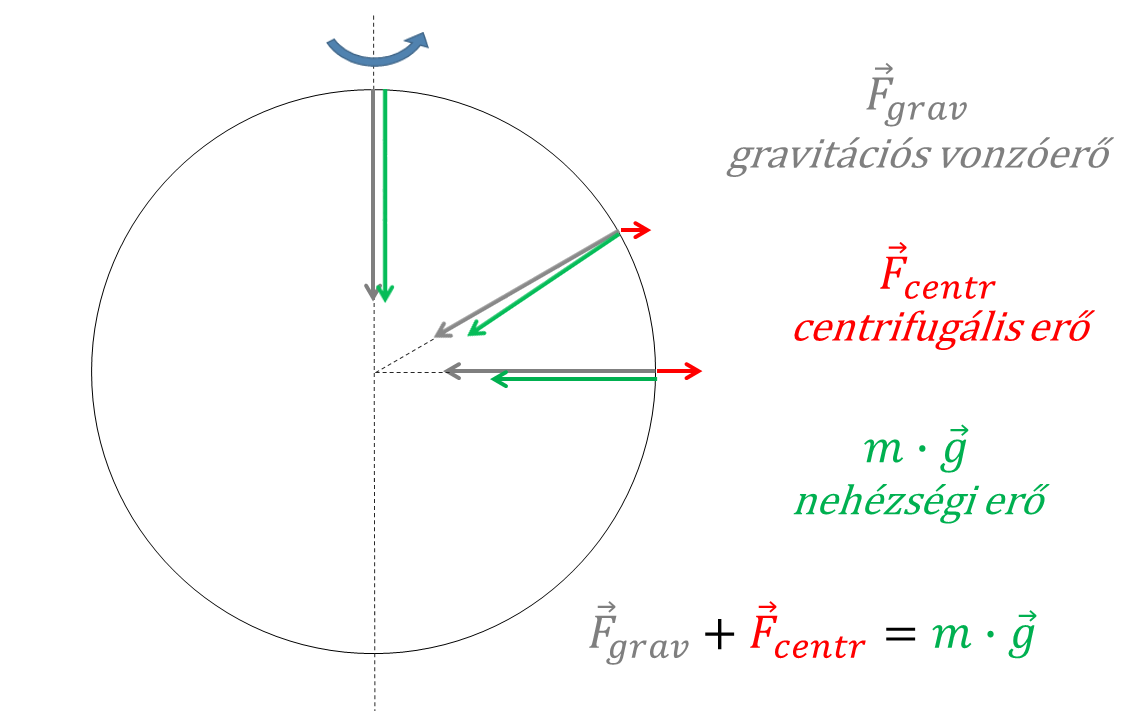 F⃗grav
gravitációs vonzóerő
F⃗centr
centrifugális erő
m · g⃗
nehézségi erő
F⃗grav + F⃗centr = m · g⃗